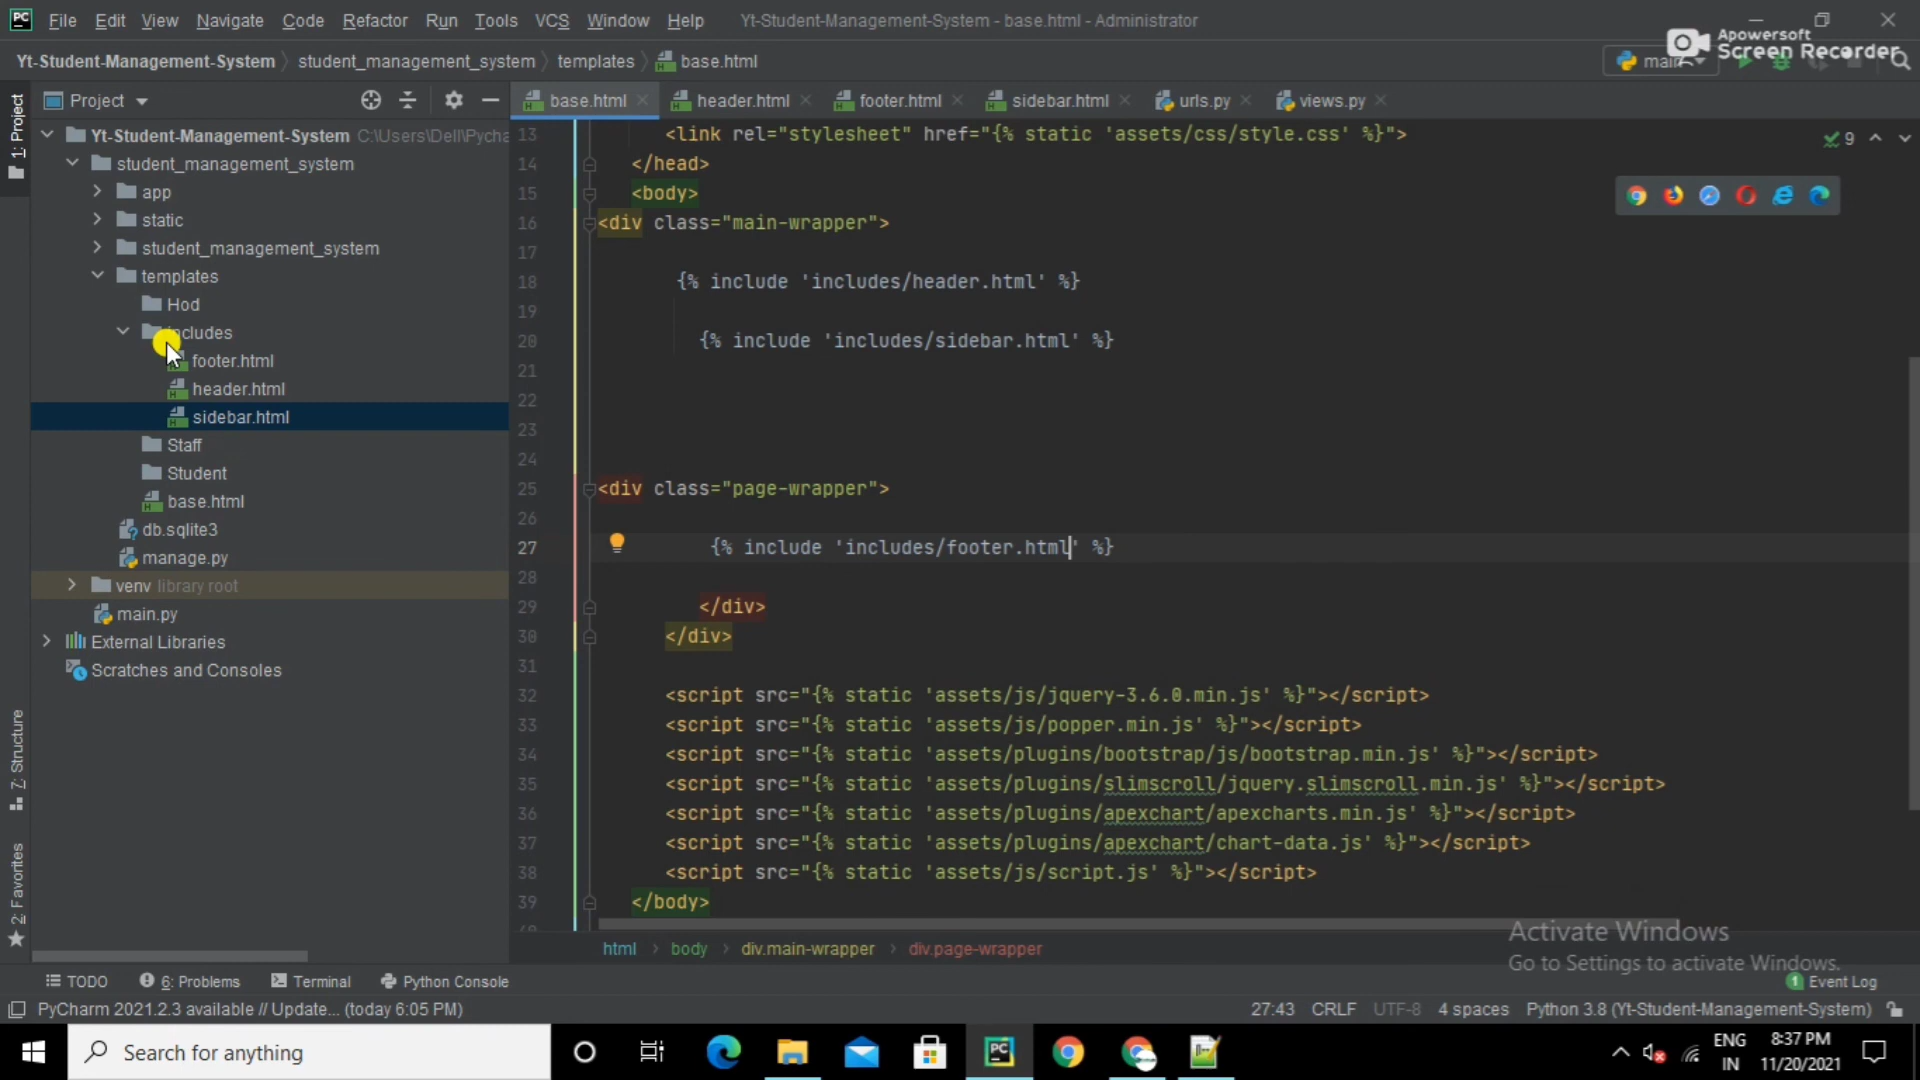 File Edit View Navigate Code Refactor Run Tools VCS Window Help Yt-Student-Management-System - base.html - Administrator
Apowersoft
Screen Recorder
Yt-Student-Management-System student_management_system templates base.html main
1: Project
Project
base.html header.html footer.html sidebar.html urls.py views.py
Yt-Student-Management-System C:\Users\Dell\Pycha
student_management_system
app
static
student_management_system
templates
Hod
includes
footer.html
header.html
sidebar.html
Staff
Student
base.html
db.sqlite3
manage.py
venv library root
main.py
External Libraries
Scratches and Consoles
7: Structure
2: Favorites
9
13 <link rel="stylesheet" href="{% static 'assets/css/style.css' %}">
14 </head>
15 <body>
16 <div class="main-wrapper">
17
18 {% include 'includes/header.html' %}
19
20 {% include 'includes/sidebar.html' %}
21
22
23
24
25 <div class="page-wrapper">
26
27 {% include 'includes/footer.html' %}
28
29 </div>
30 </div>
31
32 <script src="{% static 'assets/js/jquery-3.6.0.min.js' %}"></script>
33 <script src="{% static 'assets/js/popper.min.js' %}"></script>
34 <script src="{% static 'assets/plugins/bootstrap/js/bootstrap.min.js' %}"></script>
35 <script src="{% static 'assets/plugins/slimscroll/jquery.slimscroll.min.js' %}"></script>
36 <script src="{% static 'assets/plugins/apexchart/apexcharts.min.js' %}"></script>
37 <script src="{% static 'assets/plugins/apexchart/chart-data.js' %}"></script>
38 <script src="{% static 'assets/js/script.js' %}"></script>
39 </body>
html body div.main-wrapper div.page-wrapper
Activate Windows
Go to Settings to activate Windows.
TODO 6: Problems Terminal Python Console 1 Event Log
PyCharm 2021.2.3 available // Update... (today 6:05 PM) 27:43 CRLF UTF-8 4 spaces Python 3.8 (Yt-Student-Management-System)
Search for anything
ENG
IN
8:37 PM
11/20/2021